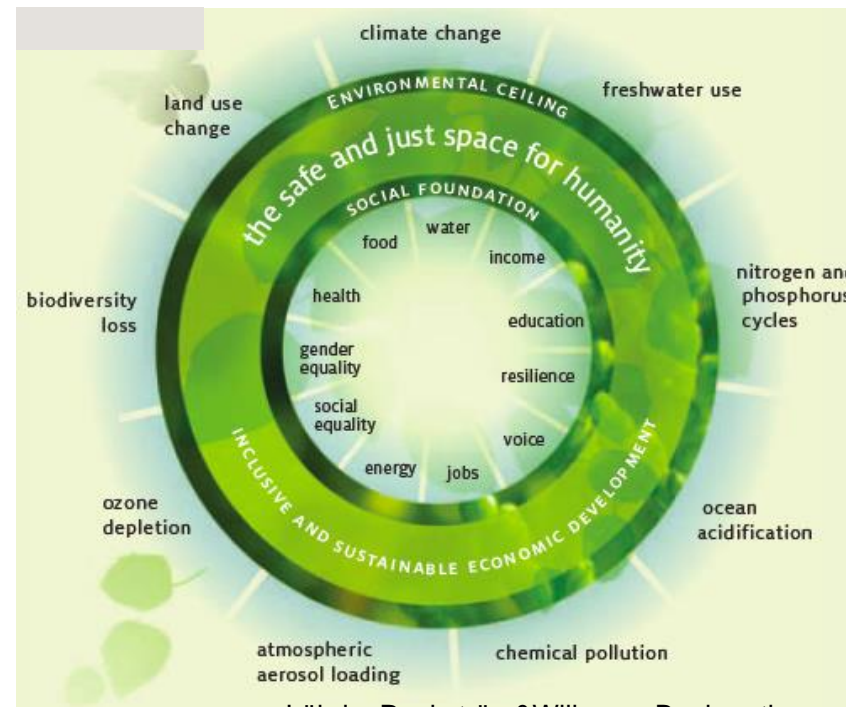 climate change
ENVIRONMENTAL CEILING
freshwater use
land use
change
the safe and just space for humanity
SOCIAL FOUNDATION
water
food
income
nitrogen and
phosphorus
cycles
biodiversity
loss
health
education
gender
equality
resilience
social
equality
voice
energy
jobs
INCLUSIVE AND SUSTAINABLE ECONOMIC DEVELOPMENT
ozone
depletion
ocean
acidification
atmospheric
aerosol loading
chemical pollution